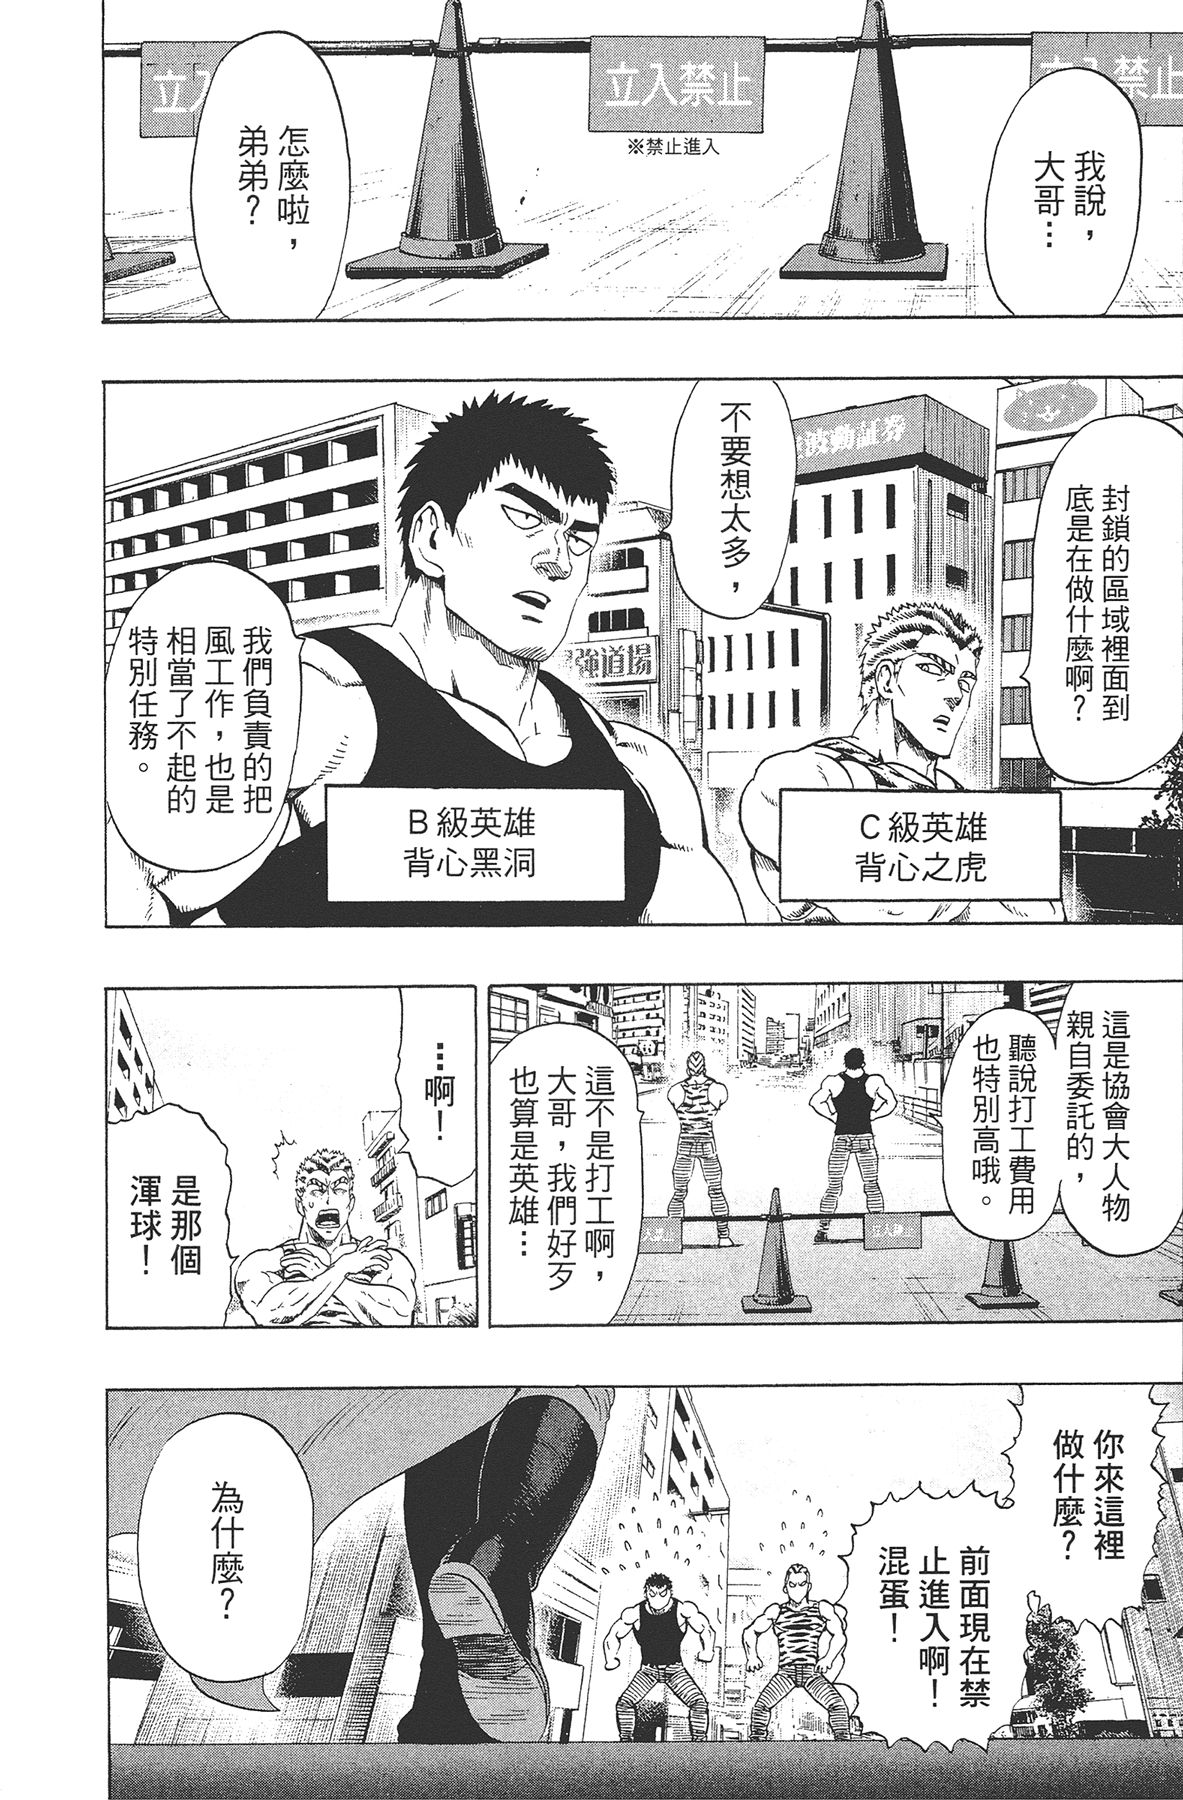 立入禁止
立入禁止
※禁止進入
我說，
大哥…
怎麼啦，
弟弟？
封鎖的區域裡面到
底是在做什麼啊？
波動証券
不要想太多，
強道場
我們負責的把
風工作，也是
相當了不起的
特別任務。
C級英雄
背心之虎
B級英雄
背心黑洞
這是協會大人物
親自委託的，
聽說打工費用
也特別高哦。
這不是打工啊，
大哥，我們好歹
也算是英雄…
…啊！
是那個
渾球！
你來這裡
做什麼？
前面現在禁
止進入啊！
混蛋！
為什麼？